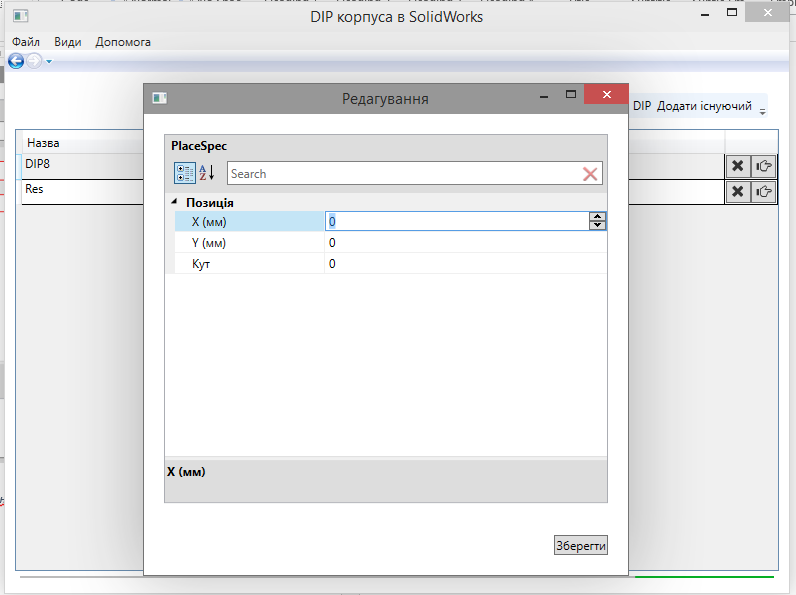 DIP корпуса в SolidWorks
Файл Види Допомога
Редагування
DIP Додати існуючий
PlaceSpec
Назва
DIP8
Search
Res
Позиція
X (мм) 0
Y (мм) 0
Кут 0
X (мм)
Зберегти